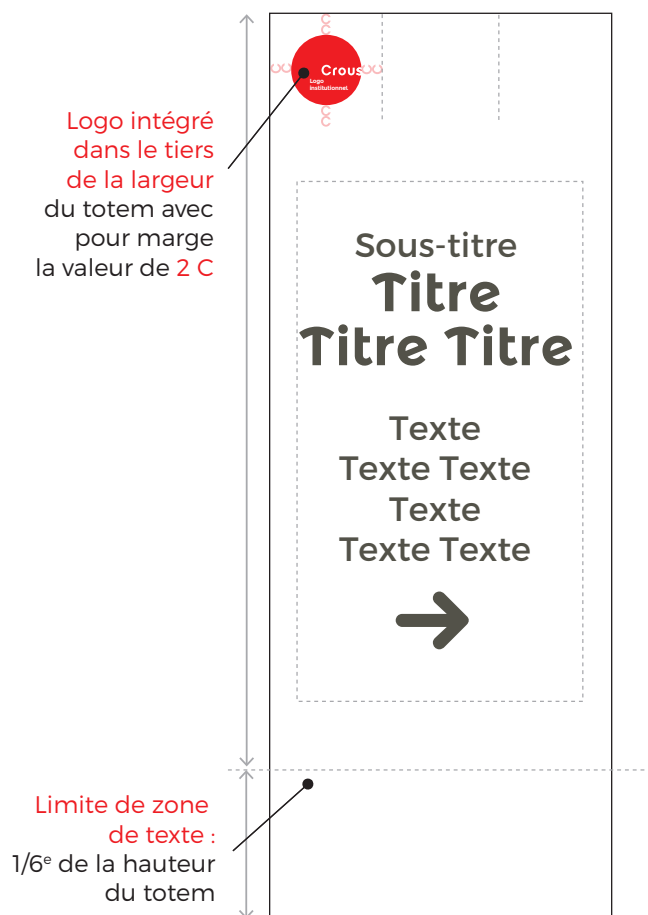 Crous
Logo
institutionnel
Logo intégré
dans le tiers
de la largeur
du totem avec
pour marge
la valeur de 2 C
Sous-titre
Titre
Titre Titre
Texte
Texte Texte
Texte
Texte Texte
Limite de zone
de texte :
1/6e de la hauteur
du totem